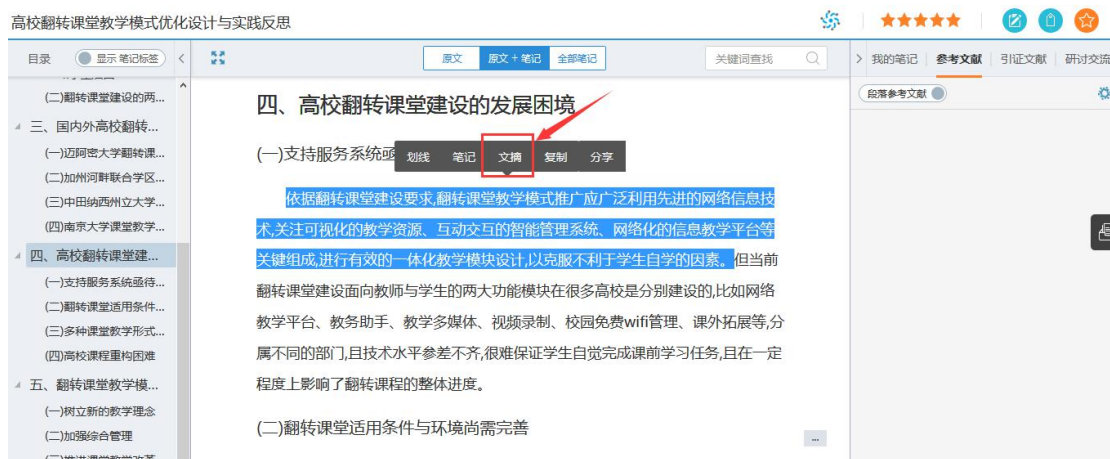 高校翻转课堂教学模式优化设计与实践反思
目录 显示 笔记标签 <
原文 原文 + 笔记 全部笔记
关键词查找
> 我的笔记 参考文献 引证文献 研讨交流
段落参考文献
(二)翻转课堂建设的两...
三、国内外高校翻转...
(一)迈阿密大学翻转课...
(二)加州河畔联合学区...
(三)中田纳西州立大学...
(四)南京大学课堂教学...
四、高校翻转课堂建...
(一)支持服务系统亟待...
(二)翻转课堂适用条件...
(三)多种课堂教学形式...
(四)高校课程重构困难
五、翻转课堂教学模...
(一)树立新的教学理念
(二)加强综合管理
四、高校翻转课堂建设的发展困境
(一)支持服务系统亟
划线 笔记 文摘 复制 分享
依据翻转课堂建设要求,翻转课堂教学模式推广应广泛利用先进的网络信息技
术,关注可视化的教学资源、互动交互的智能管理系统、网络化的信息教学平台等
关键组成,进行有效的一体化教学模块设计,以克服不利于学生自学的因素。但当前
翻转课堂建设面向教师与学生的两大功能模块在很多高校是分别建设的,比如网络
教学平台、教务助手、教学多媒体、视频录制、校园免费wifi管理、课外拓展等,分
属不同的部门,且技术水平参差不齐,很难保证学生自觉完成课前学习任务,且在一定
程度上影响了翻转课程的整体进度。
(二)翻转课堂适用条件与环境尚需完善
...